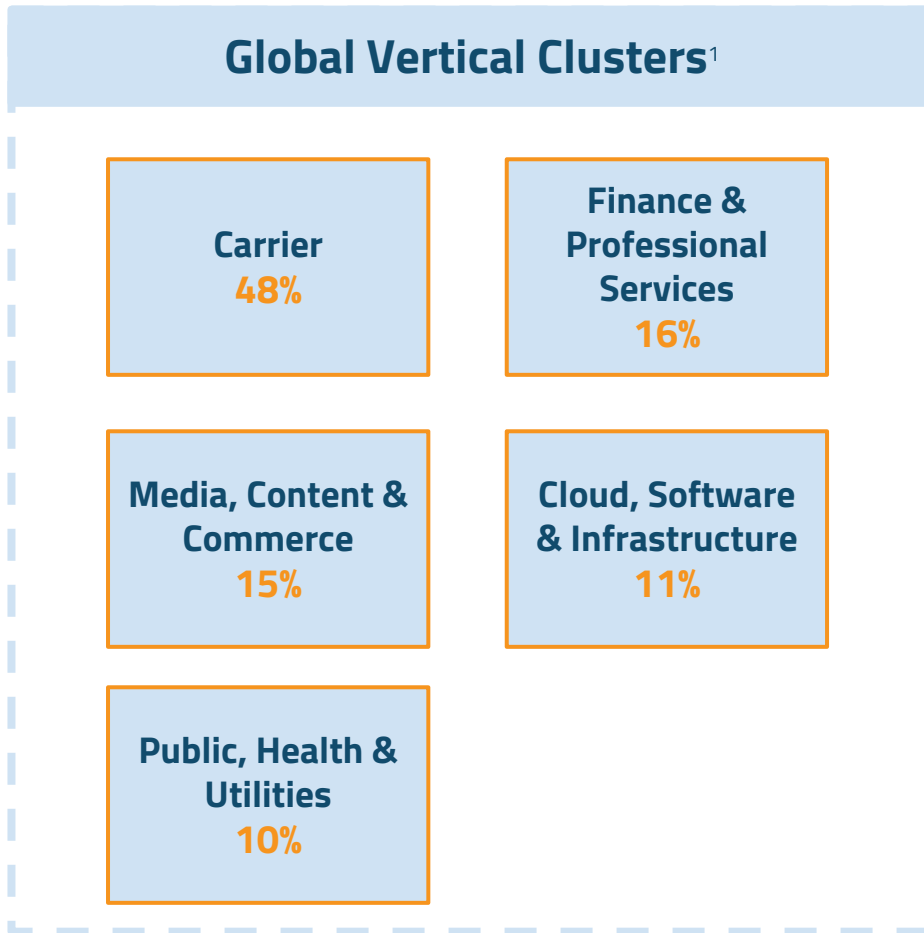 Global Vertical Clusters¹
Carrier
48%
Finance &
Professional
Services
16%
Media, Content &
Commerce
15%
Cloud, Software
& Infrastructure
11%
Public, Health &
Utilities
10%